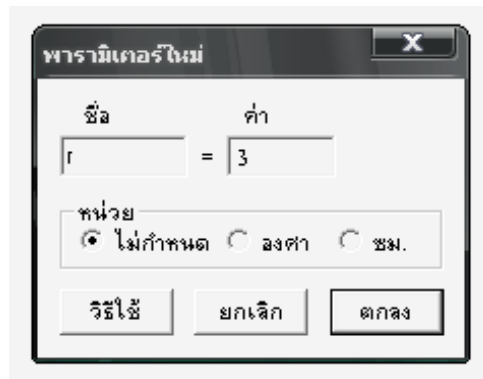 พารามิเตอร์ใหม่
ชื่อ ค่า
r = 3
หน่วย
ไม่กำหนด องศา ซม.
วิธีใช้ ยกเลิก ตกลง